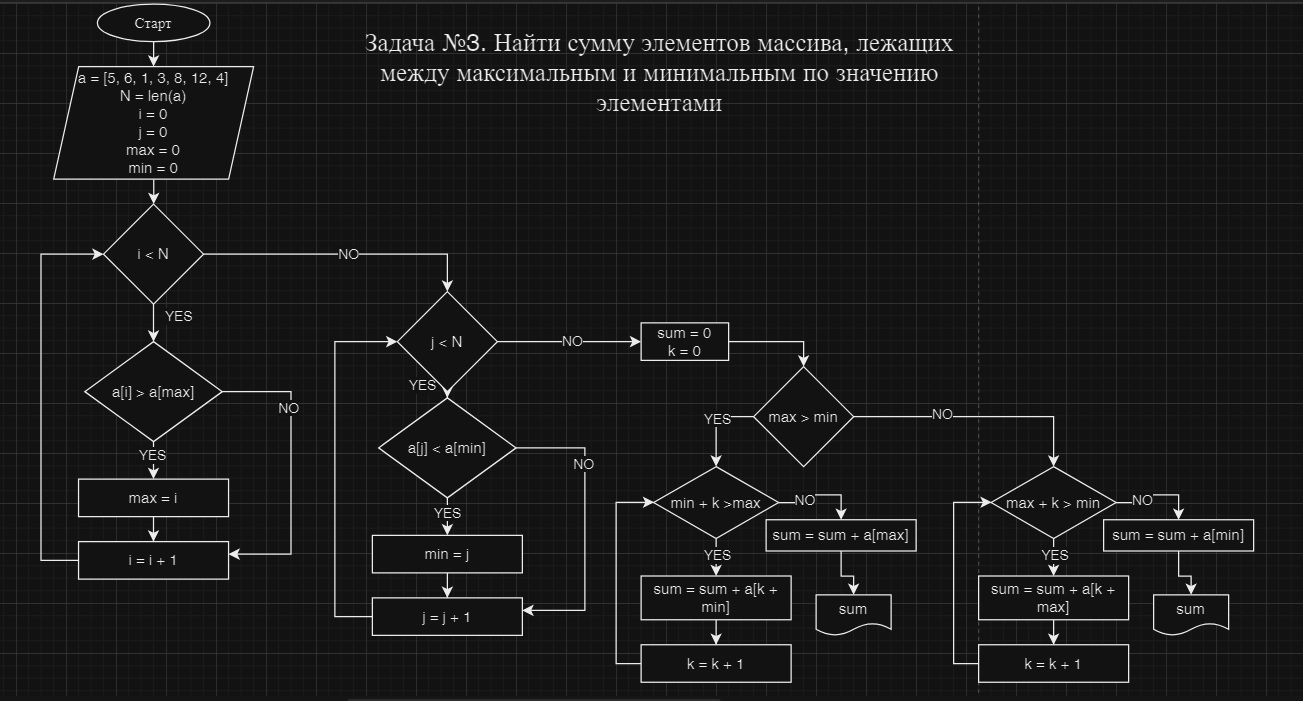 Старт
Задача №3. Найти сумму элементов массива, лежащих
между максимальным и минимальным по значению
элементами
a = [5, 6, 1, 3, 8, 12, 4]
N = len(a)
i = 0
j = 0
max = 0
min = 0
i < N
NO
YES
a[i] > a[max]
NO
YES
max = i
i = i + 1
j < N
NO
YES
a[j] < a[min]
NO
YES
min = j
j = j + 1
sum = 0
k = 0
max > min
YES
NO
min + k >max
NO
sum = sum + a[max]
YES
sum = sum + a[k +
min]
sum
k = k + 1
max + k > min
NO
sum = sum + a[min]
YES
sum = sum + a[k +
max]
sum
k = k + 1